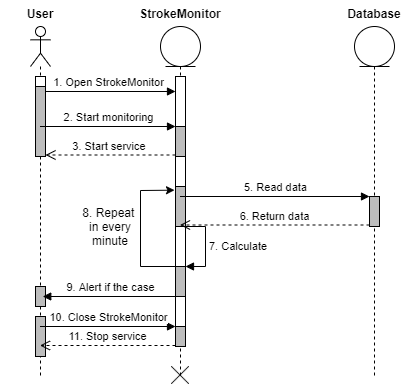 User
StrokeMonitor
Database
1. Open StrokeMonitor
2. Start monitoring
3. Start service
5. Read data
6. Return data
8. Repeat
in every
minute
7. Calculate
9. Alert if the case
10. Close StrokeMonitor
11. Stop service